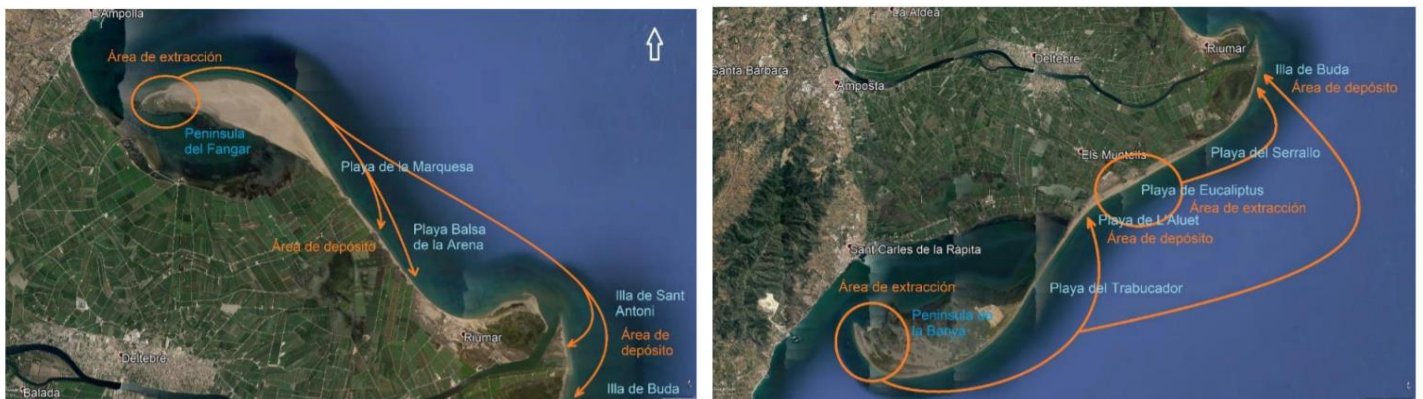 L'Ampolla
Área de extracción
Península
del Fangar
Playa de la Marquesa
Playa Balsa
de la Arena
Área de depósito
Illa de Sant
Antoni
Área de
depósito
Riumar
Deltebre
Balada
Illa de Buda
La Aldea
Riumar
Santa Bárbara
Deltebre
Amposta
Illa de Buda
Área de depósito
Els Muntells
Playa del Serrallo
Playa de Eucaliptus
Área de extracción
Playa de L'Aluet
Área de depósito
Sant Carles de la Ràpita
Playa del Trabucador
Área de extracción
Península de
la Banya